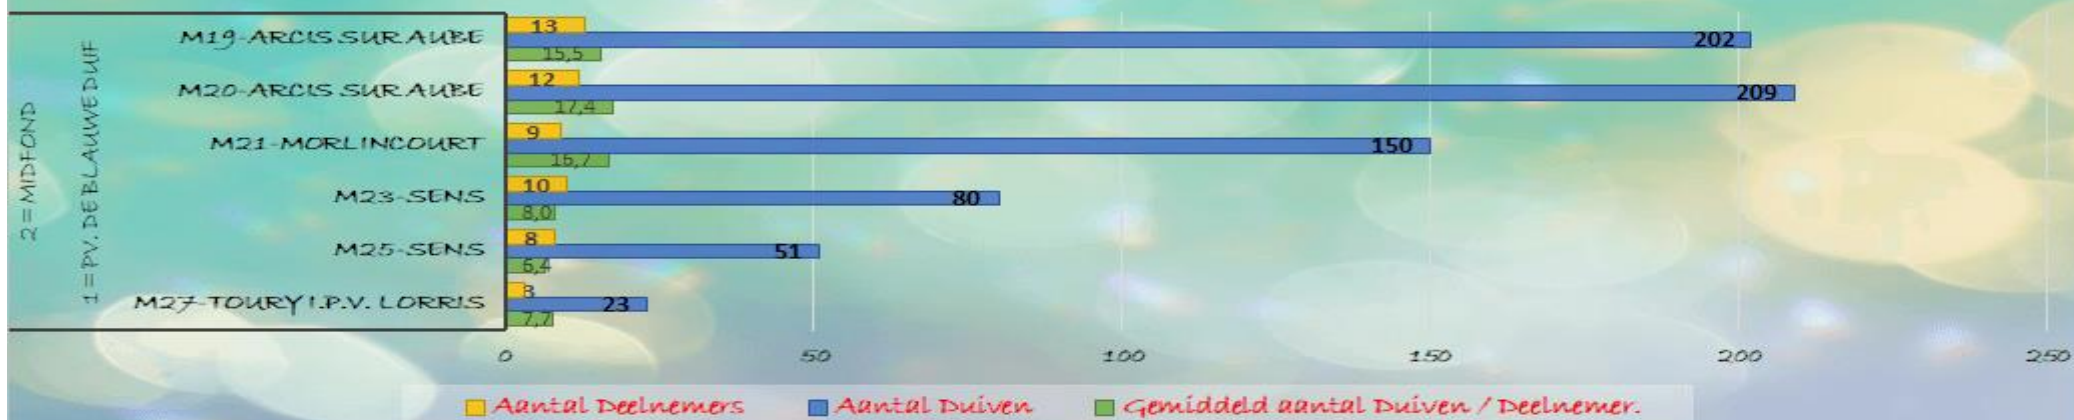 2 = MIDFOND
1 = PV. DE BLAUWE DUIF
M19-ARCIS SUR AUBE
13
202
15,5
M20-ARCIS SUR AUBE
12
209
17,4
M21-MORLINCOURT
9
150
16,7
M23-SENS
10
80
8,0
M25-SENS
8
51
6,4
M27-TOURY I.P.V. LORRIS
3
23
7,7
0 50 100 150 200 250
Aantal Deelnemers Aantal Duiven Gemiddeld aantal Duiven / Deelnemer.